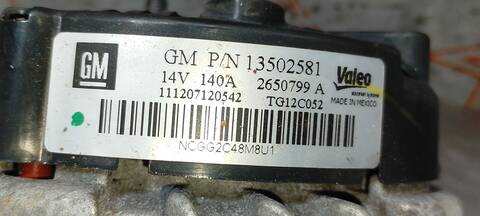 GM
GM P/N 13502581
14V 140A 2650799 A
111207120542 TG12C052
Valeo
MADE IN MEXICO
NCGG2C48M8U1